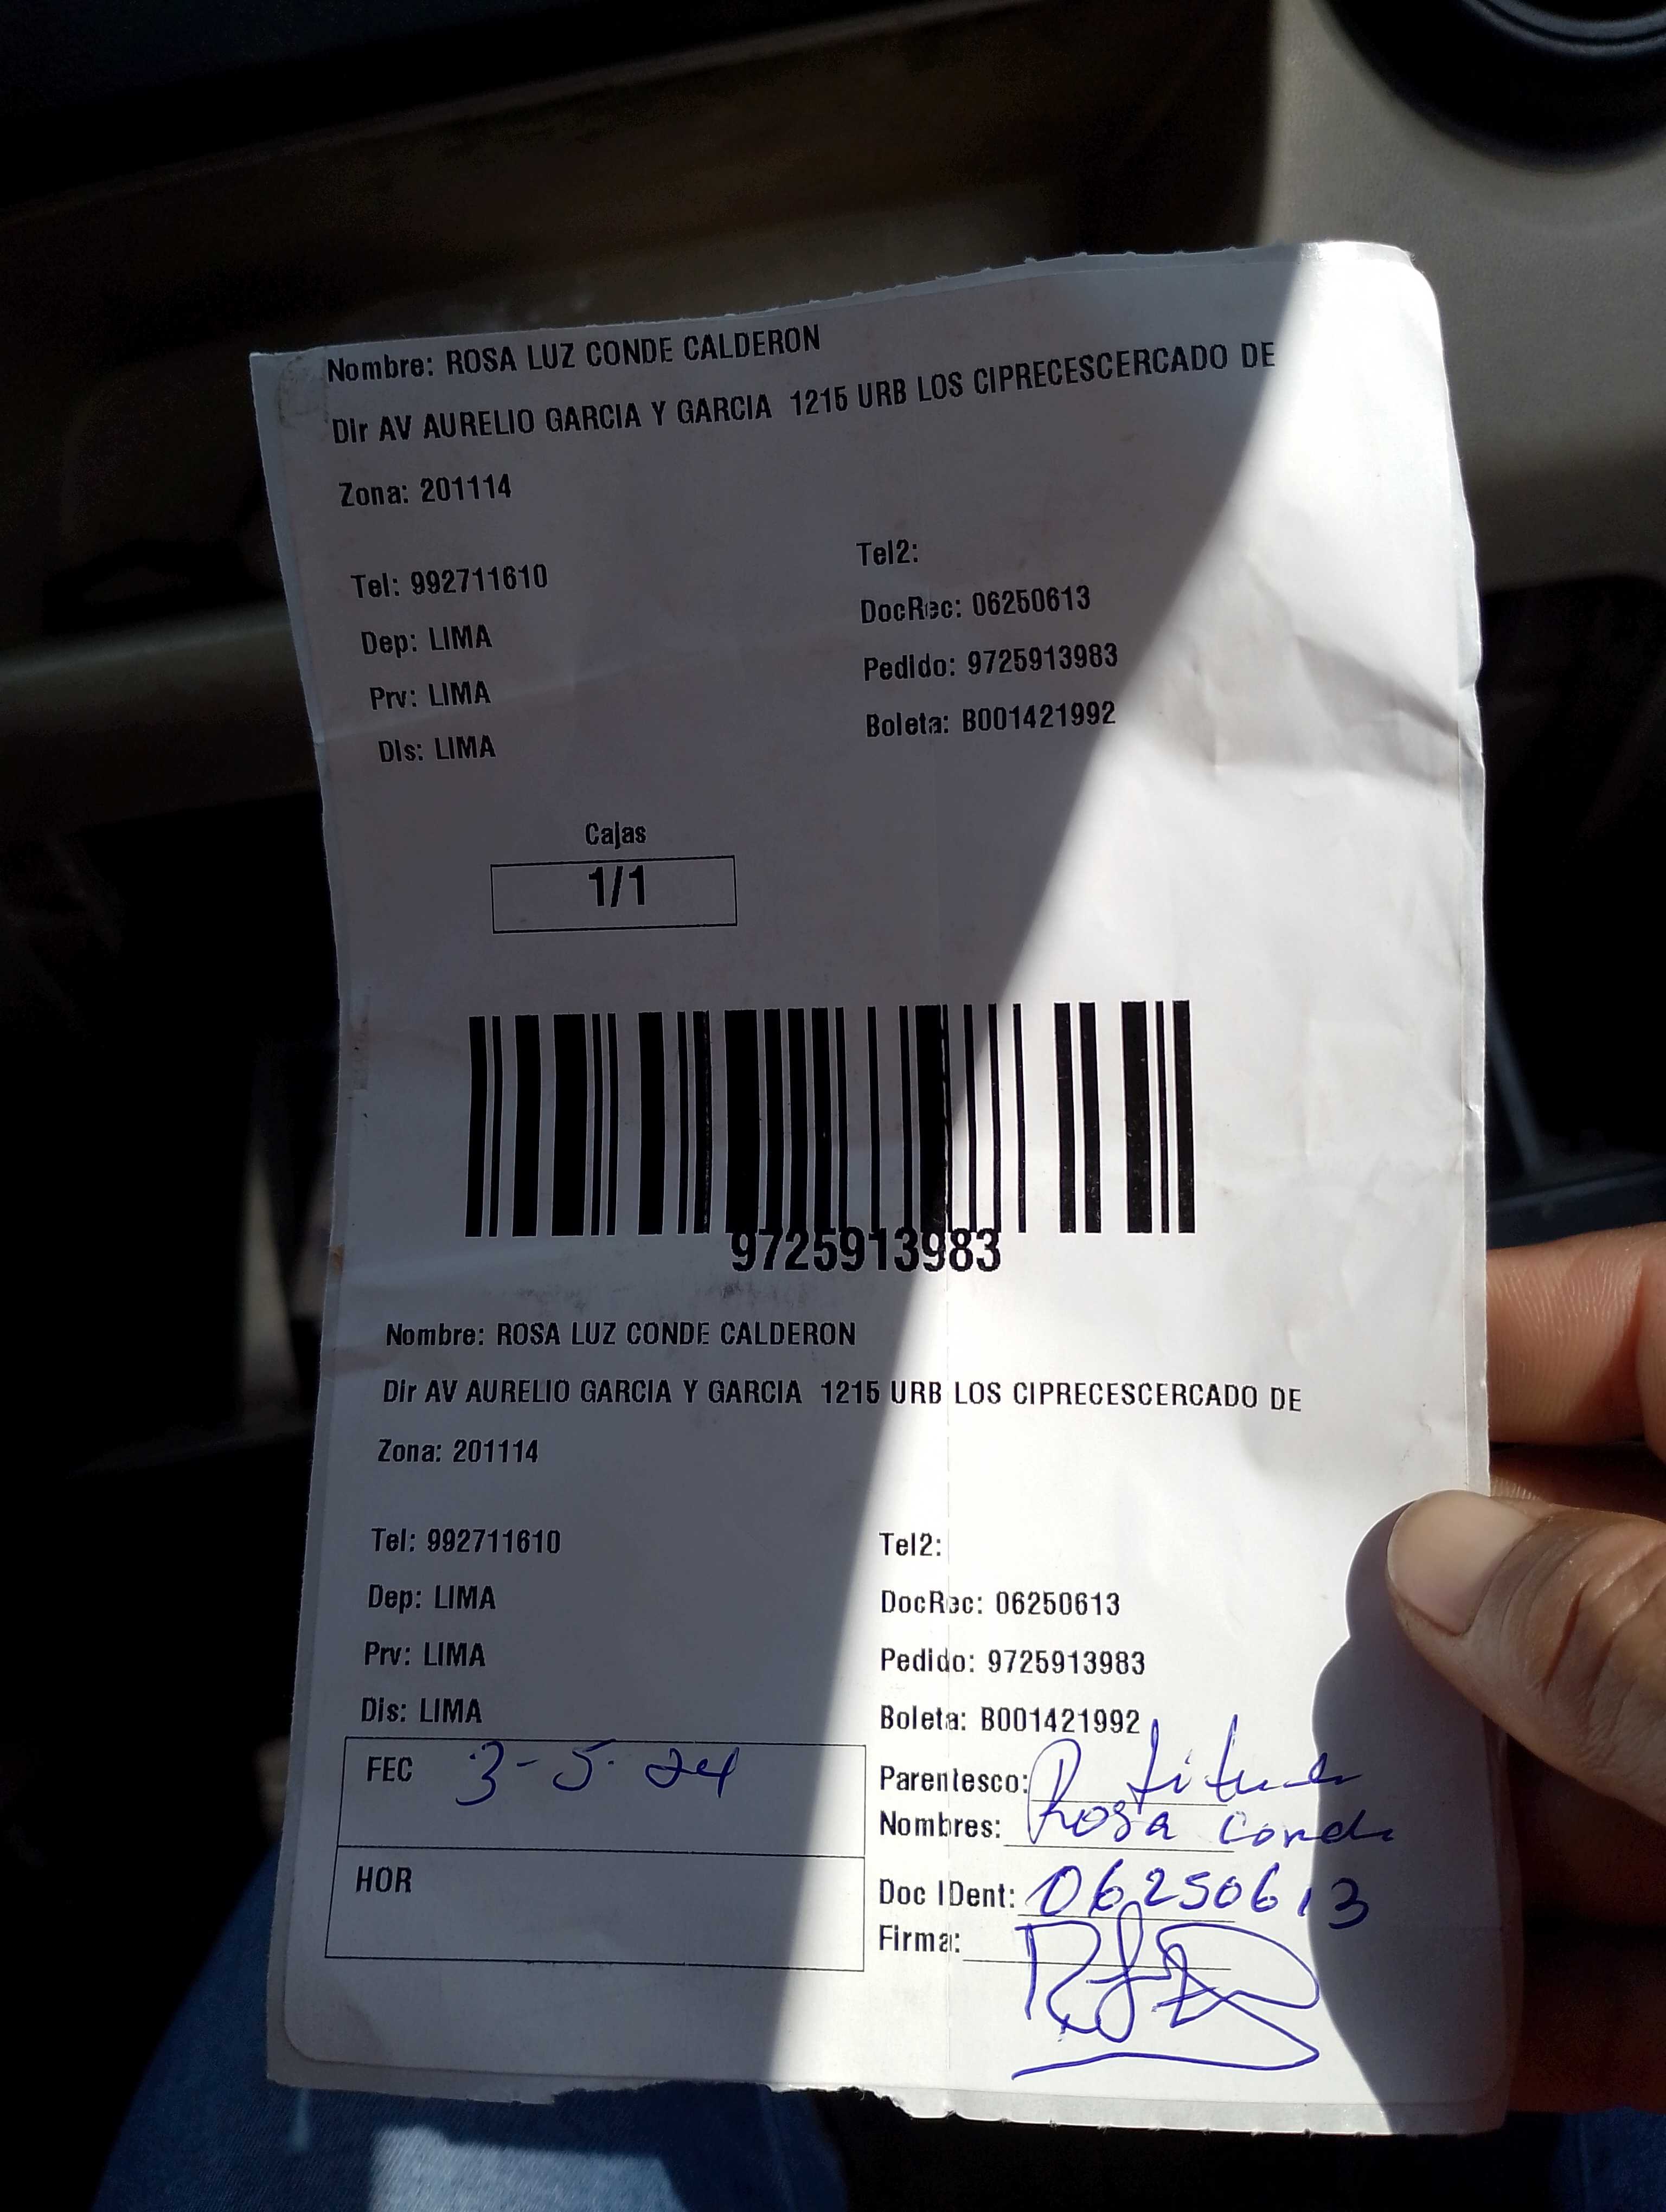 Nombre: ROSA LUZ CONDE CALDERON
Dir AV AURELIO GARCIA Y GARCIA 1215 URB LOS CIPRECESCERCADO DE
Zona: 201114
Tel: 992711610 Tel2:
Dep: LIMA DocRec: 06250613
Prv: LIMA Pedido: 9725913983
Dis: LIMA Boleta: B001421992
Cajas
1/1
9725913983
Nombre: ROSA LUZ CONDE CALDERON
Dir AV AURELIO GARCIA Y GARCIA 1215 URB LOS CIPRECESCERCADO DE
Zona: 201114
Tel: 992711610 Tel2:
Dep: LIMA DocRec: 06250613
Prv: LIMA Pedido: 9725913983
Dis: LIMA Boleta: B001421992
FEC 3-5-24 Parentesco:
Nombres: Rosa Conde
HOR Doc IDent: 06250613
Firma: